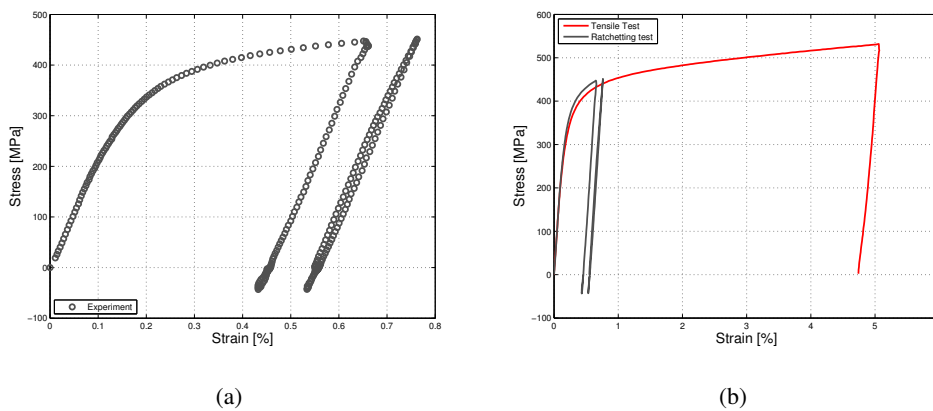 500
400
300
200
100
0
−100
Stress [MPa]
Experiment
0 0.1 0.2 0.3 0.4 0.5 0.6 0.7 0.8
Strain [%]
(a)
600
500
400
300
200
100
0
−100
Stress [MPa]
Tensile Test
Ratchetting test
0 1 2 3 4 5
Strain [%]
(b)